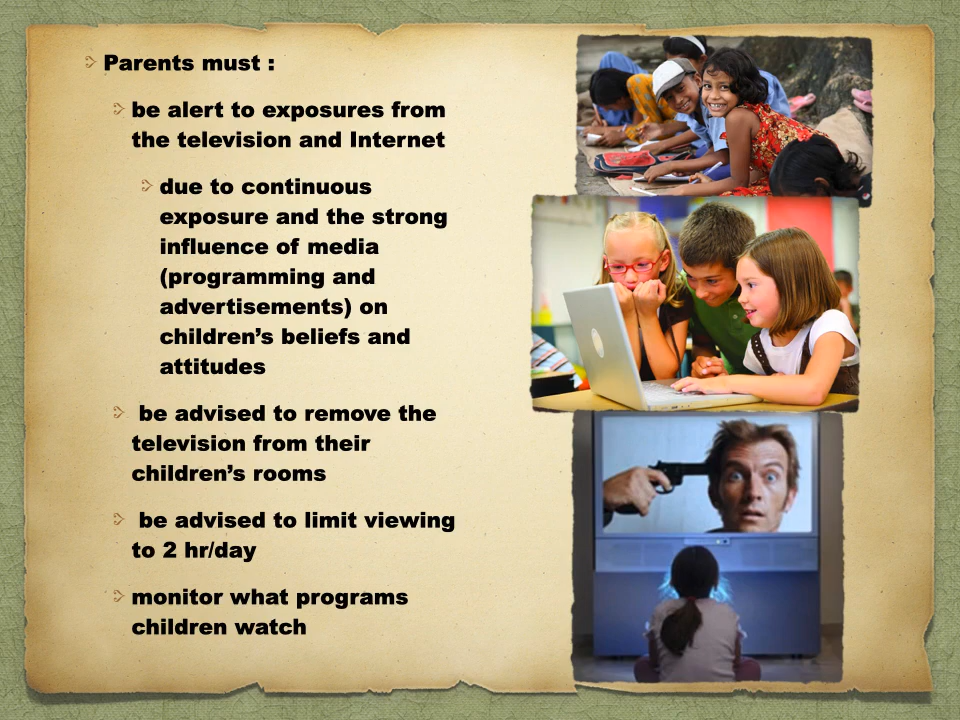 Parents must :
be alert to exposures from
the television and Internet
due to continuous
exposure and the strong
influence of media
(programming and
advertisements) on
children’s beliefs and
attitudes
be advised to remove the
television from their
children’s rooms
be advised to limit viewing
to 2 hr/day
monitor what programs
children watch